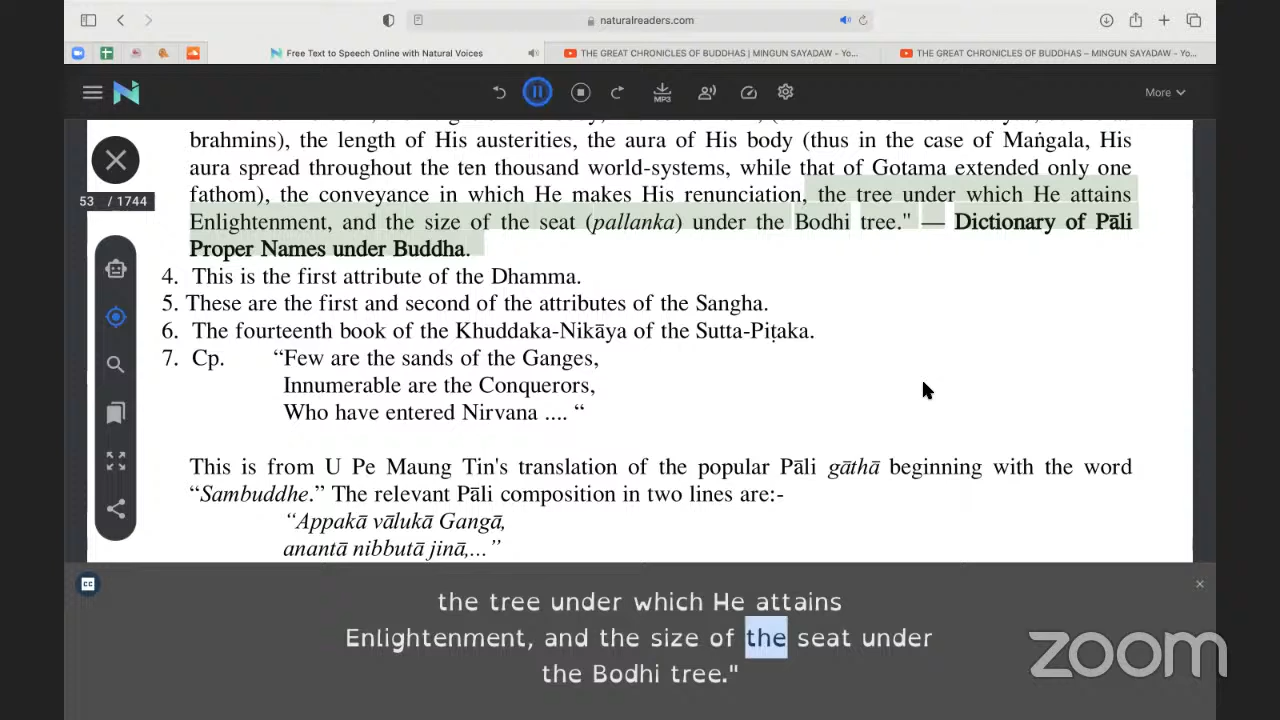 naturalreaders.com
Free Text to Speech Online with Natural Voices
THE GREAT CHRONICLES OF BUDDHAS | MINGUN SAYADAW - Yo...
THE GREAT CHRONICLES OF BUDDHAS – MINGUN SAYADAW - Yo...
MP3
More
brahmins), the length of His austerities, the aura of His body (thus in the case of Maṅgala, His
aura spread throughout the ten thousand world-systems, while that of Gotama extended only one
fathom), the conveyance in which He makes His renunciation, the tree under which He attains
53 / 1744
Enlightenment, and the size of the seat (pallanka) under the Bodhi tree." — Dictionary of Pāli
Proper Names under Buddha.
4. This is the first attribute of the Dhamma.
5. These are the first and second of the attributes of the Sangha.
6. The fourteenth book of the Khuddaka-Nikāya of the Sutta-Piṭaka.
7. Cp. “Few are the sands of the Ganges,
Innumerable are the Conquerors,
Who have entered Nirvana .... “
This is from U Pe Maung Tin's translation of the popular Pāli gāthā beginning with the word
“Sambuddhe.” The relevant Pāli composition in two lines are:-
“Appakā vālukā Gangā,
anantā nibbutā jinā,...”
CC
the tree under which He attains
Enlightenment, and the size of the seat under
the Bodhi tree."
zoom